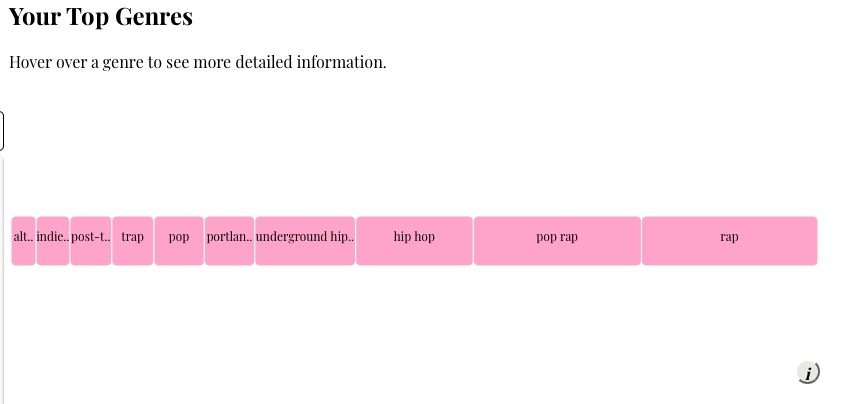 Your Top Genres
Hover over a genre to see more detailed information.
alt.. indie.. post-t.. trap pop portlan.. underground hip.. hip hop pop rap rap
i